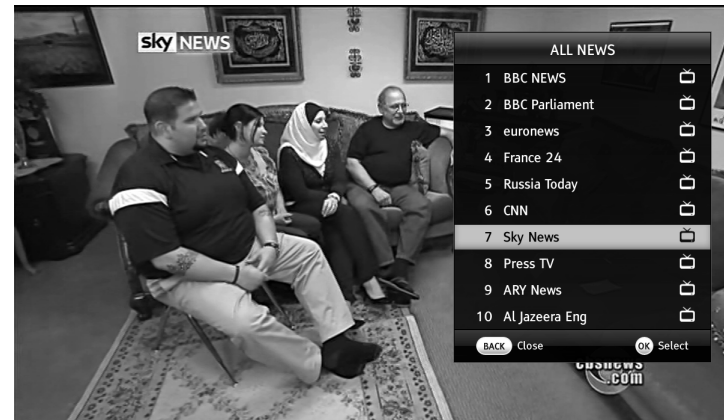 sky NEWS
ALL NEWS
1 BBC NEWS
2 BBC Parliament
3 euronews
4 France 24
5 Russia Today
6 CNN
7 Sky News
8 Press TV
9 ARY News
10 Al Jazeera Eng
BACK Close OK Select
cbsnews
.com